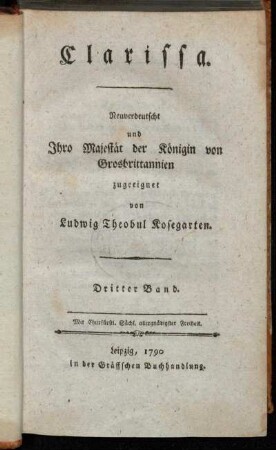 Clarissa.
Neuverdeutscht
und
Ihro Majestät der Königin von
Grosbrittannien
zugeeignet
von
Ludwig Theobul Kosegarten.
Dritter Band.
Mit Churfürstl. Sächs. allergnädigster Freiheit.
Leipzig, 1790
in der Gräffschen Buchhandlung.